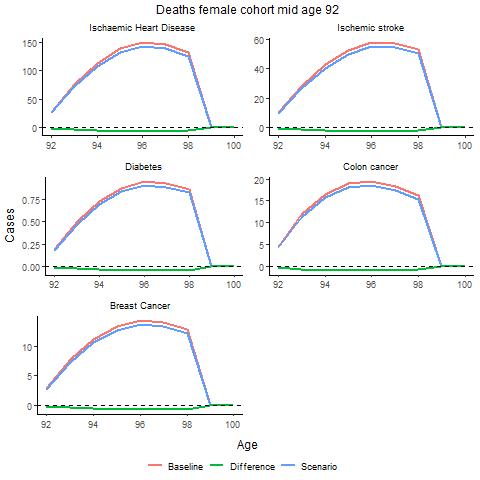 Deaths female cohort mid age 92
Ischaemic Heart Disease
150
100
50
0
92 94 96 98 100
Ischemic stroke
60
40
20
0
92 94 96 98 100
Diabetes
0.75
0.50
0.25
0.00
92 94 96 98 100
Colon cancer
20
15
10
5
0
92 94 96 98 100
Cases
Breast Cancer
10
5
0
92 94 96 98 100
Age
Baseline Difference Scenario